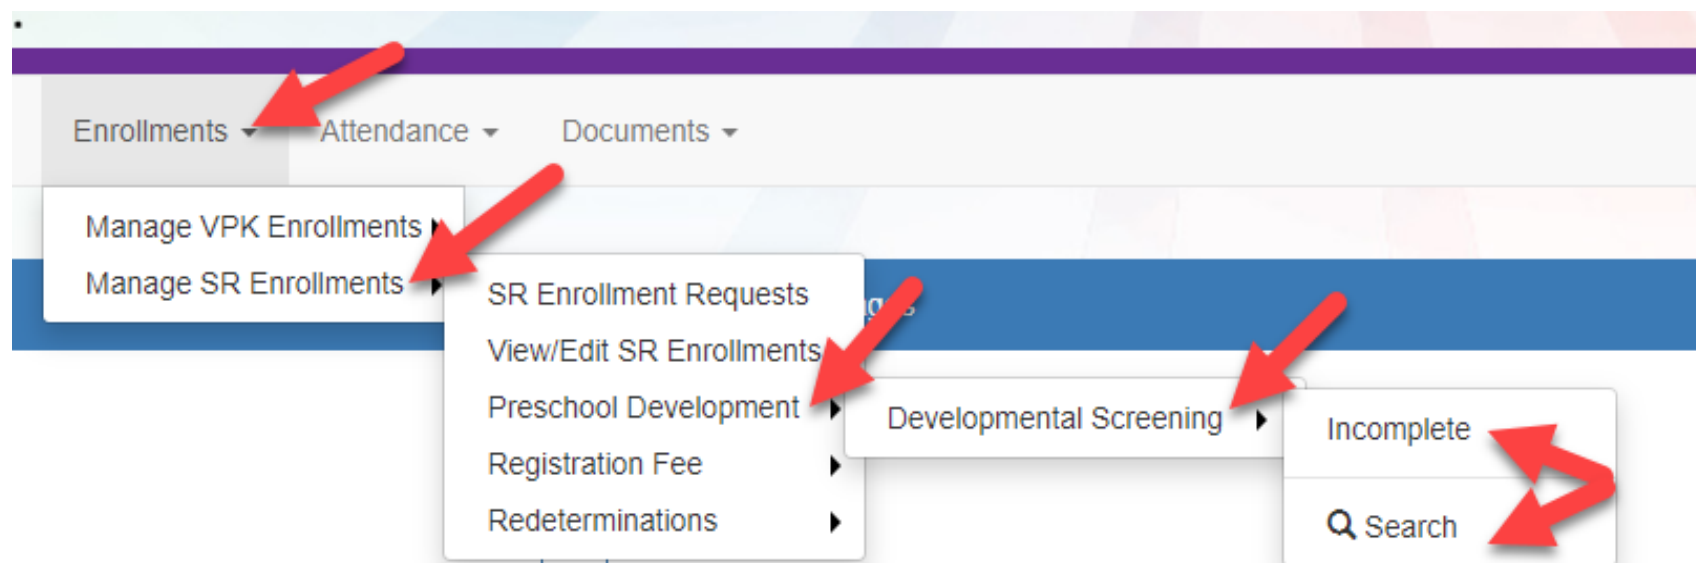 Enrollments Attendance Documents
Manage VPK Enrollments
Manage SR Enrollments
SR Enrollment Requests
View/Edit SR Enrollments
Preschool Development
Registration Fee
Redeterminations
Developmental Screening
Incomplete
Search